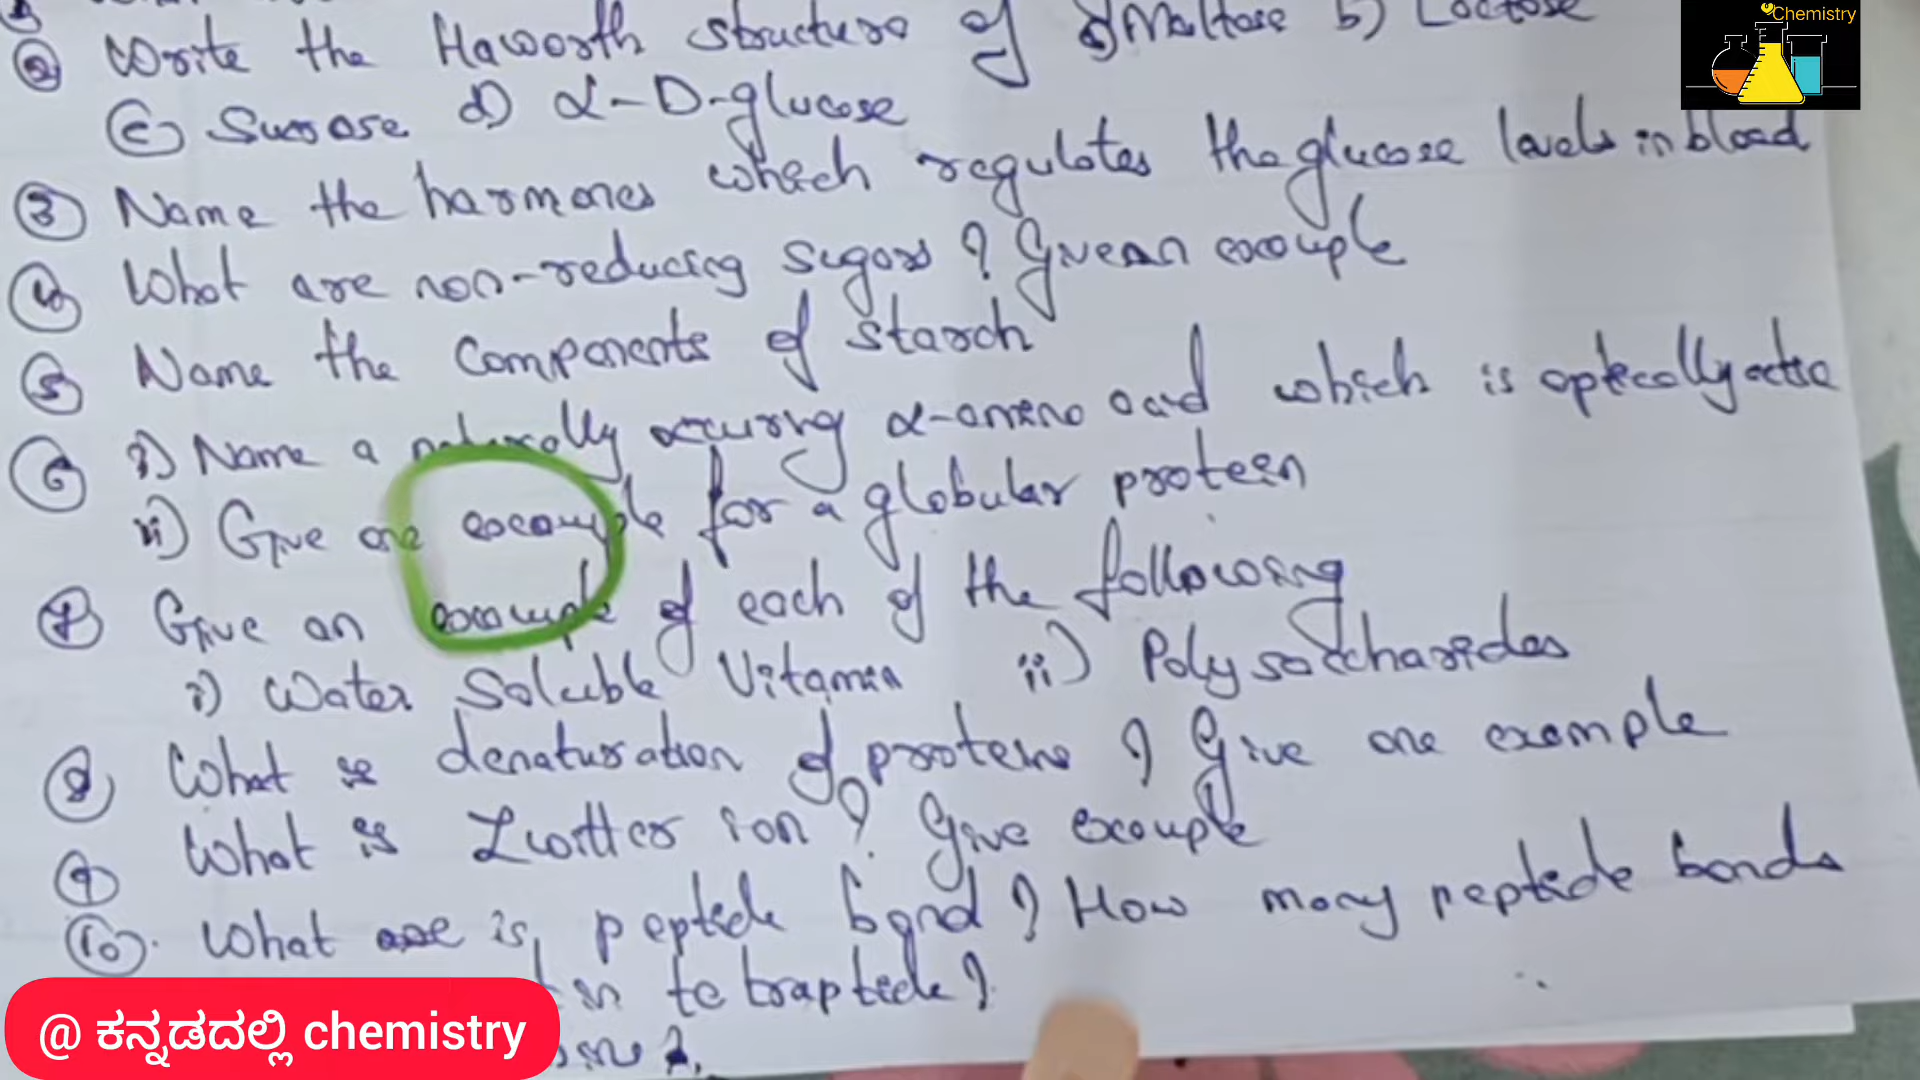 ② Write the Haworth structure of a) Maltose b) Lactose
c) Sucrose d) α-D-glucose
③ Name the harmones which regulates the glucose levels in blood
④ What are non-reducing sugars? Give an example
⑤ Name the Components of starch
⑥ i) Name a naturally occuring α-amino acid which is optically active
ii) Give one example for a globular protein
⑦ Give an example of each of the following
i) Water Soluble Vitamin ii) Polysaccharides
⑧ What is denaturation of proteins? Give one example
⑨ What is Zwitter ion? Give example
⑩. What is peptide bond? How many peptide bonds
in tetrapeptide?
Chemistry
@ ಕನ್ನಡದಲ್ಲಿ chemistry